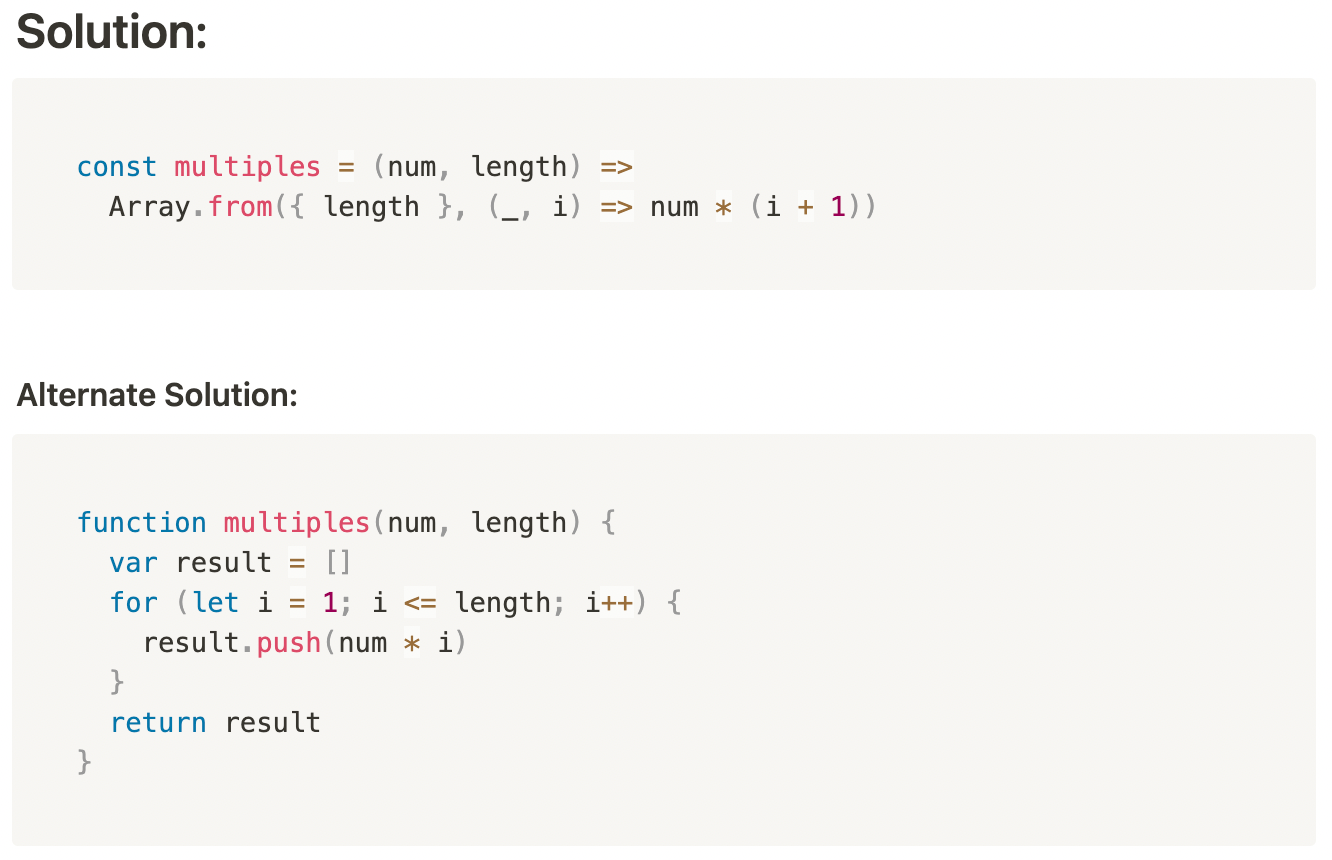 Solution:
const multiples = (num, length) =>
  Array.from({ length }, (_, i) => num * (i + 1))
Alternate Solution:
function multiples(num, length) {
  var result = []
  for (let i = 1; i <= length; i++) {
    result.push(num * i)
  }
  return result
}